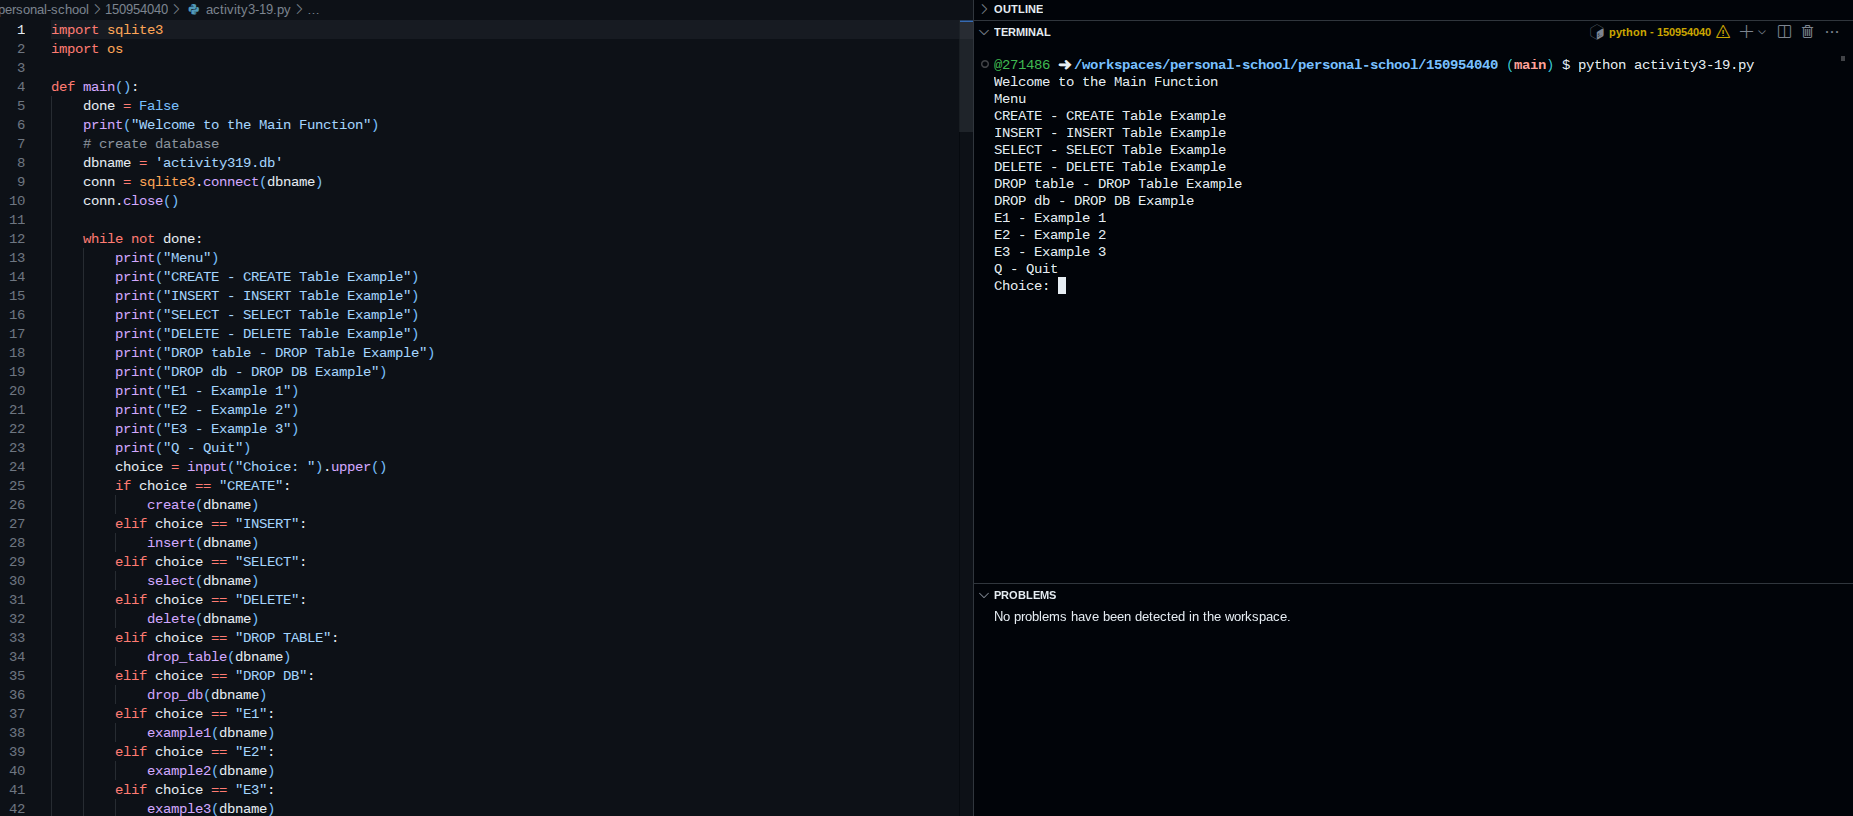 personal-school > 150954040 > activity3-19.py > ...
1 import sqlite3
2 import os
3
4 def main():
5     done = False
6     print("Welcome to the Main Function")
7     # create database
8     dbname = 'activity319.db'
9     conn = sqlite3.connect(dbname)
10     conn.close()
11
12     while not done:
13         print("Menu")
14         print("CREATE - CREATE Table Example")
15         print("INSERT - INSERT Table Example")
16         print("SELECT - SELECT Table Example")
17         print("DELETE - DELETE Table Example")
18         print("DROP table - DROP Table Example")
19         print("DROP db - DROP DB Example")
20         print("E1 - Example 1")
21         print("E2 - Example 2")
22         print("E3 - Example 3")
23         print("Q - Quit")
24         choice = input("Choice: ").upper()
25         if choice == "CREATE":
26             create(dbname)
27         elif choice == "INSERT":
28             insert(dbname)
29         elif choice == "SELECT":
30             select(dbname)
31         elif choice == "DELETE":
32             delete(dbname)
33         elif choice == "DROP TABLE":
34             drop_table(dbname)
35         elif choice == "DROP DB":
36             drop_db(dbname)
37         elif choice == "E1":
38             example1(dbname)
39         elif choice == "E2":
40             example2(dbname)
41         elif choice == "E3":
42             example3(dbname)
OUTLINE
TERMINAL
python - 150954040
@271486 ➜ /workspaces/personal-school/personal-school/150954040 (main) $ python activity3-19.py
Welcome to the Main Function
Menu
CREATE - CREATE Table Example
INSERT - INSERT Table Example
SELECT - SELECT Table Example
DELETE - DELETE Table Example
DROP table - DROP Table Example
DROP db - DROP DB Example
E1 - Example 1
E2 - Example 2
E3 - Example 3
Q - Quit
Choice:
PROBLEMS
No problems have been detected in the workspace.